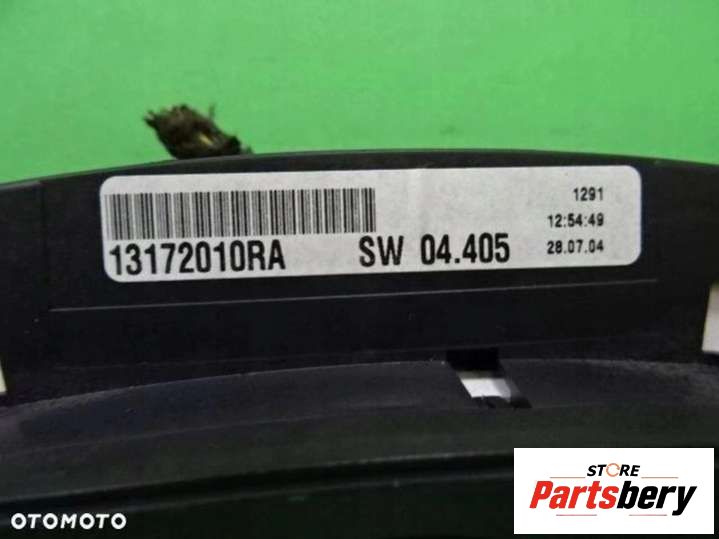 1291
12:54:49
13172010RA SW 04.405
28.07.04
STORE
Partsbery
OTOMOTO